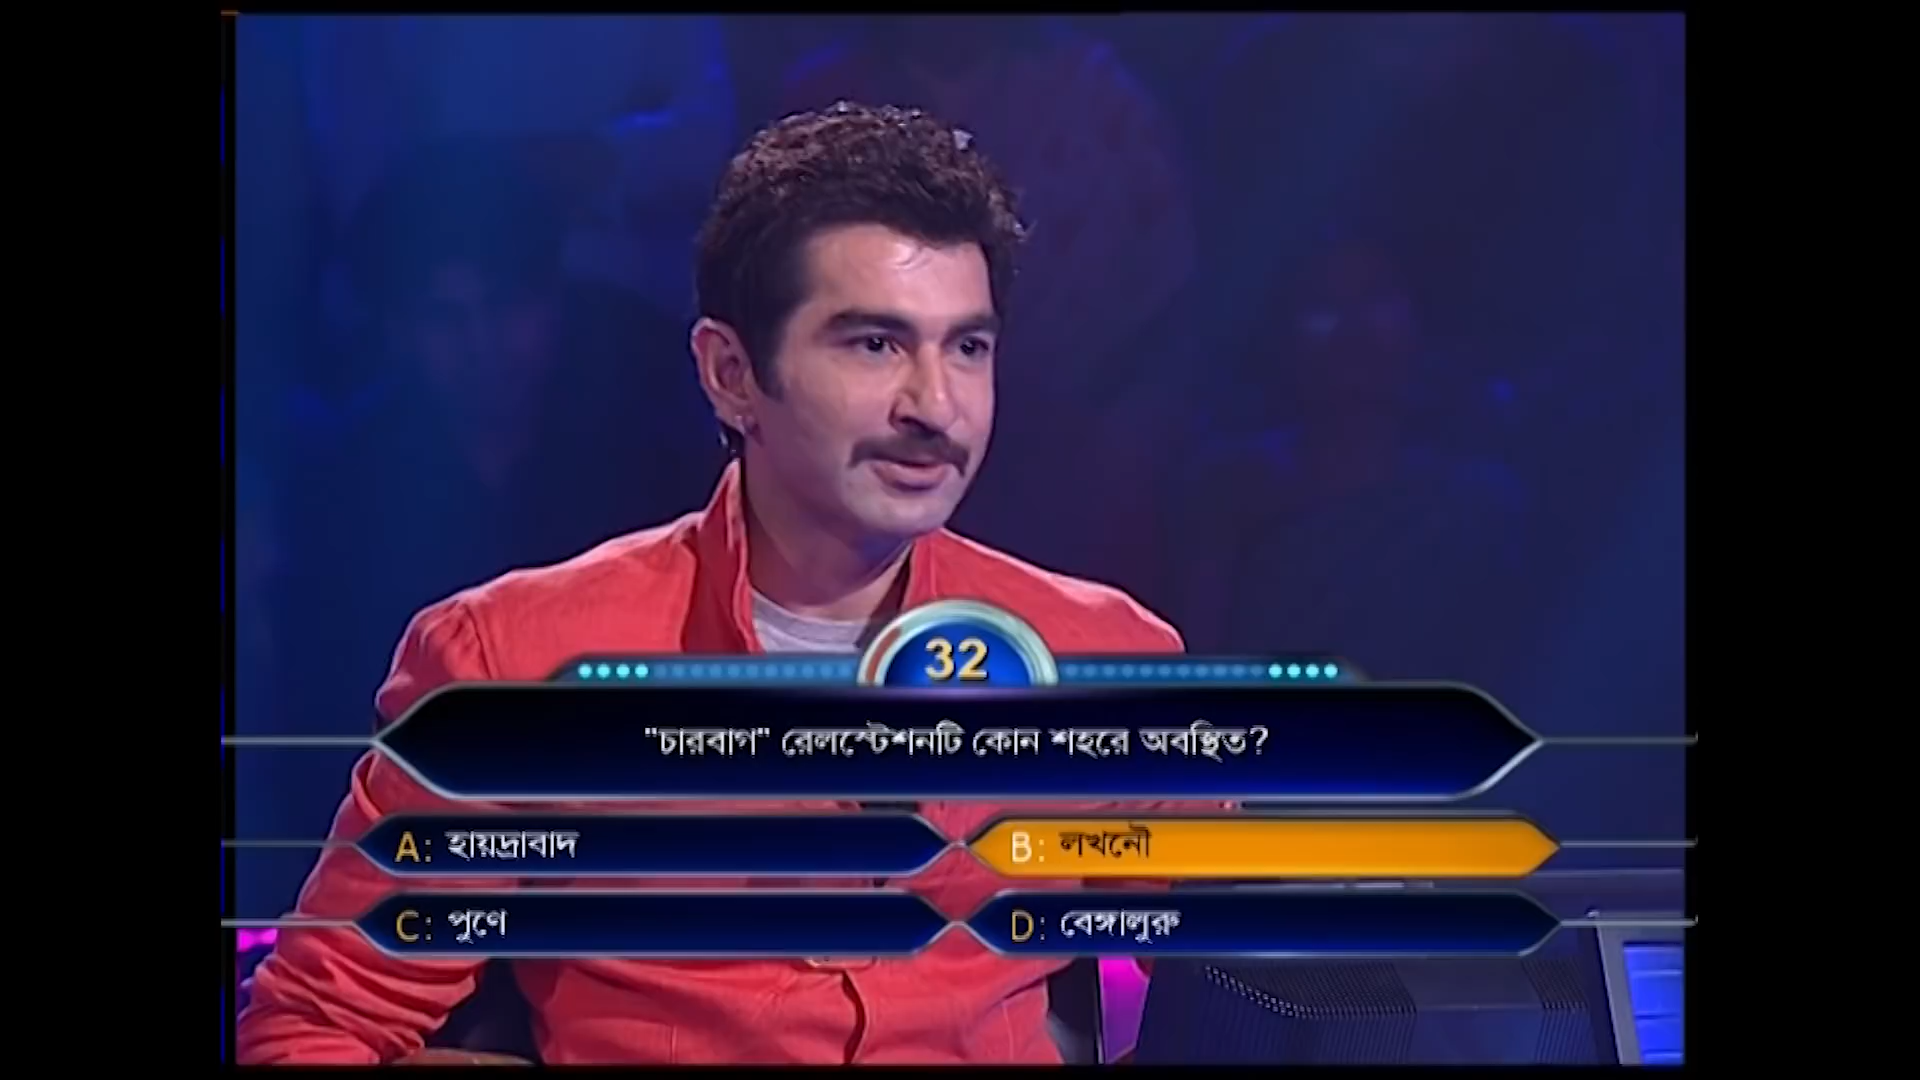 32
"চারবাগ" রেলস্টেশনটি কোন শহরে অবস্থিত?
A: হায়দ্রাবাদ
B: লখনৌ
C: পুণে
D: বেঙ্গালুরু